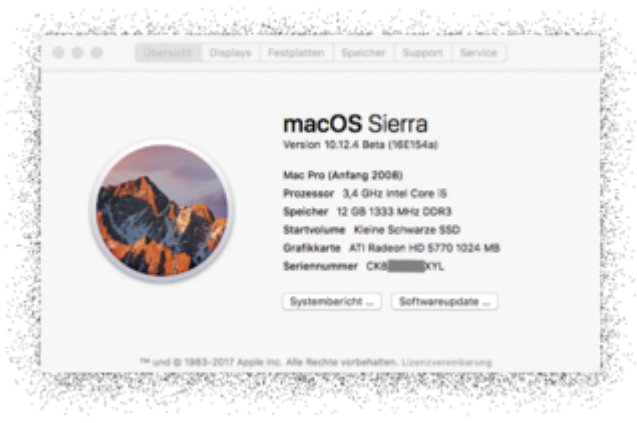 Übersicht Displays Festplatten Speicher Support Service
macOS Sierra
Version 10.12.4 Beta (16E154a)
Mac Pro (Anfang 2008)
Prozessor 3,4 GHz Intel Core i5
Speicher 12 GB 1333 MHz DDR3
Startvolume Kleine Schwarze SSD
Grafikkarte ATI Radeon HD 5770 1024 MB
Seriennummer CK8 XYL
Systembericht ... Softwareupdate ...
™ und © 1983-2017 Apple Inc. Alle Rechte vorbehalten. Lizenzvereinbarung